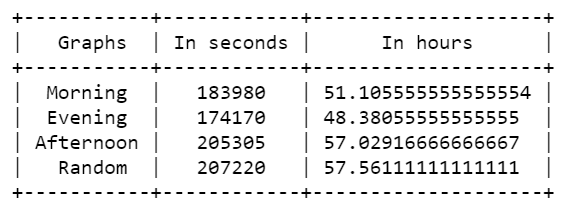 +-----------+------------+--------------------+
|   Graphs  | In seconds |      In hours      |
+-----------+------------+--------------------+
|  Morning  |   183980   | 51.105555555555554 |
|  Evening  |   174170   | 48.38055555555555  |
| Afternoon |   205305   | 57.02916666666667  |
|   Random  |   207220   | 57.56111111111111  |
+-----------+------------+--------------------+